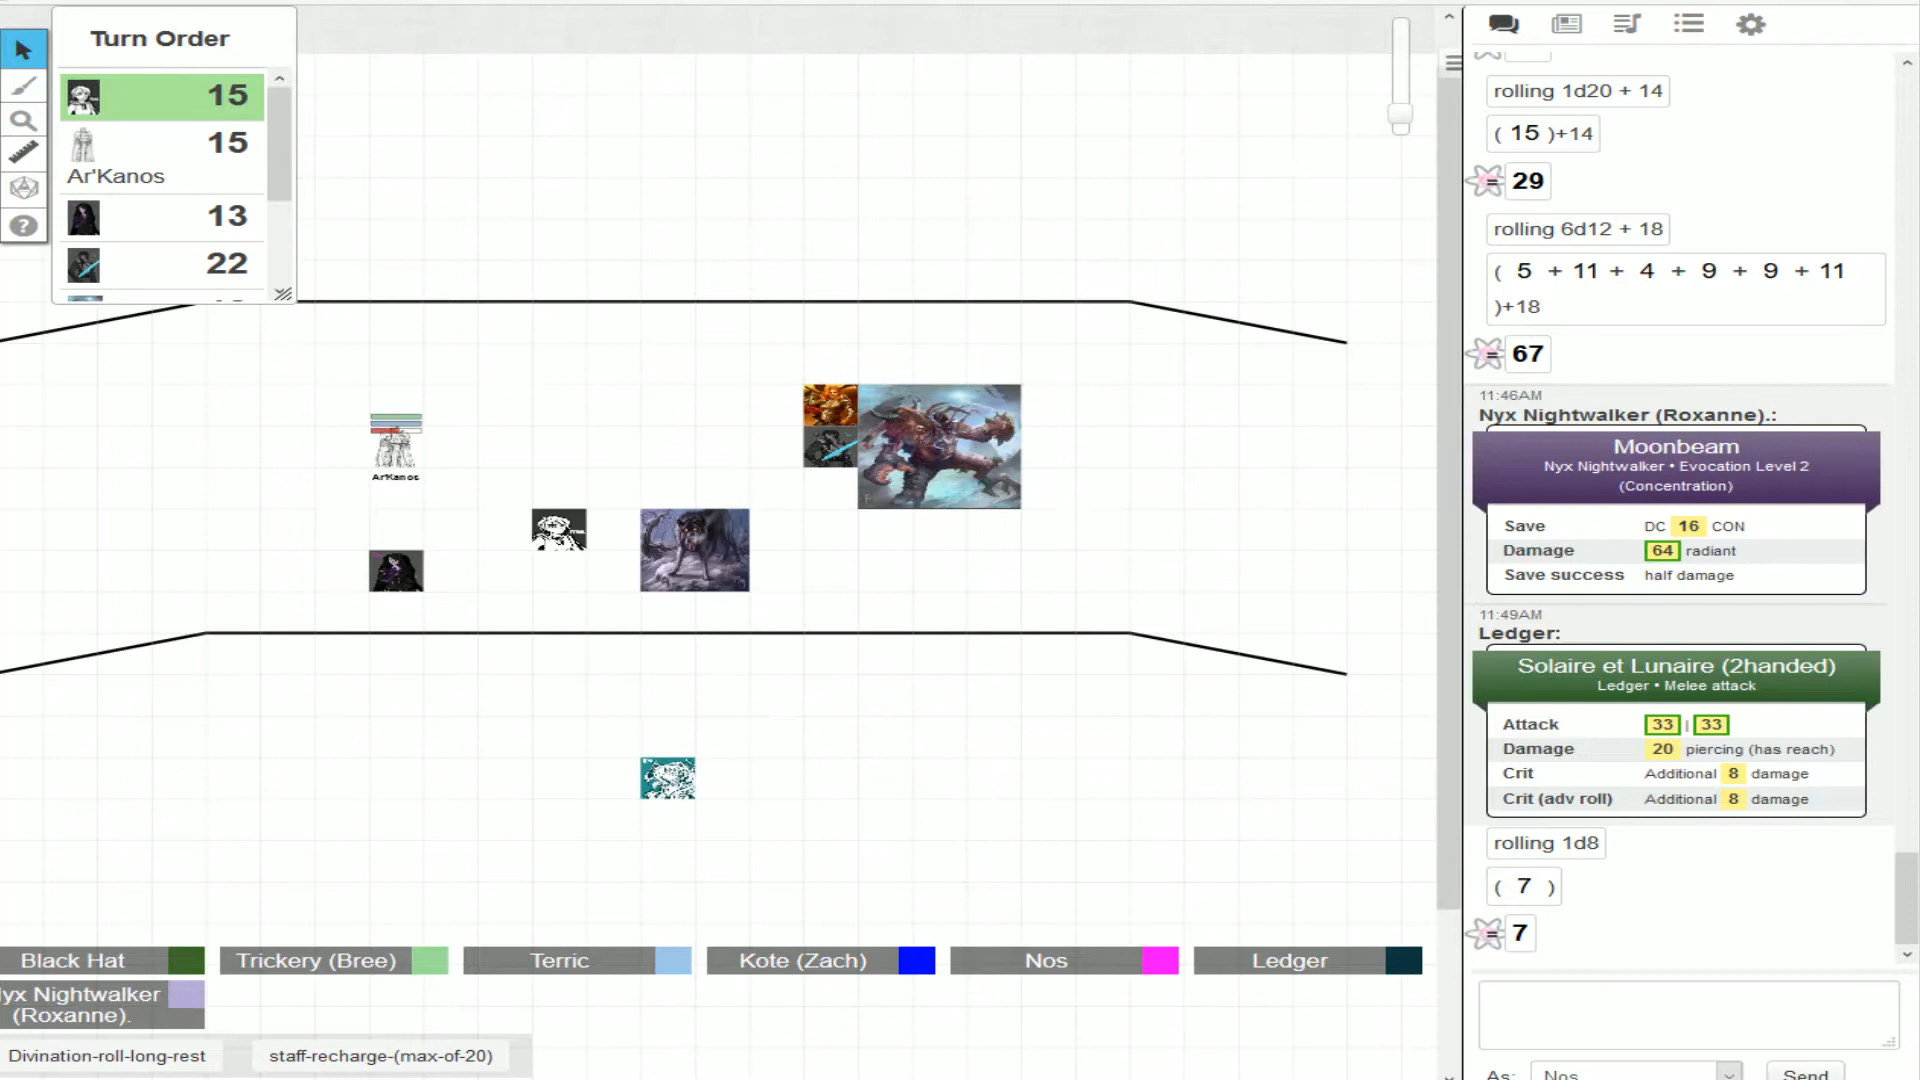 Turn Order
15
15
Ar'Kanos
13
22
Ar'Kanos
rolling 1d20 + 14
( 15 )+14
= 29
rolling 6d12 + 18
( 5 + 11 + 4 + 9 + 9 + 11
)+18
= 67
11:46AM
Nyx Nightwalker (Roxanne).:
Moonbeam
Nyx Nightwalker • Evocation Level 2
(Concentration)
Save DC 16 CON
Damage 64 radiant
Save success half damage
11:49AM
Ledger:
Solaire et Lunaire (2handed)
Ledger • Melee attack
Attack 33 | 33
Damage 20 piercing (has reach)
Crit Additional 8 damage
Crit (adv roll) Additional 8 damage
rolling 1d8
( 7 )
= 7
Black Hat Trickery (Bree) Terric Kote (Zach) Nos Ledger
yx Nightwalker
(Roxanne).
Divination-roll-long-rest staff-recharge-(max-of-20)
As: Nos Send